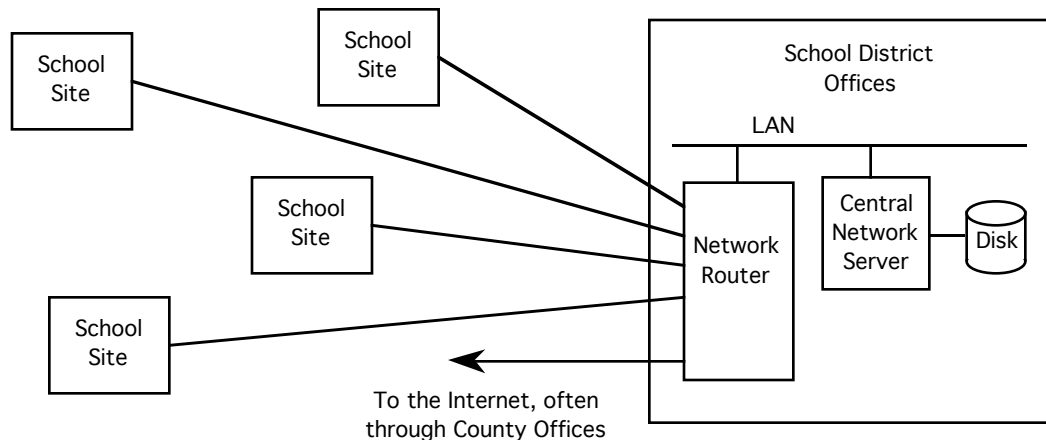 School
Site
School
Site
School District
Offices
LAN
School
Site
Central
Network
Server
Disk
Network
Router
School
Site
To the Internet, often
through County Offices